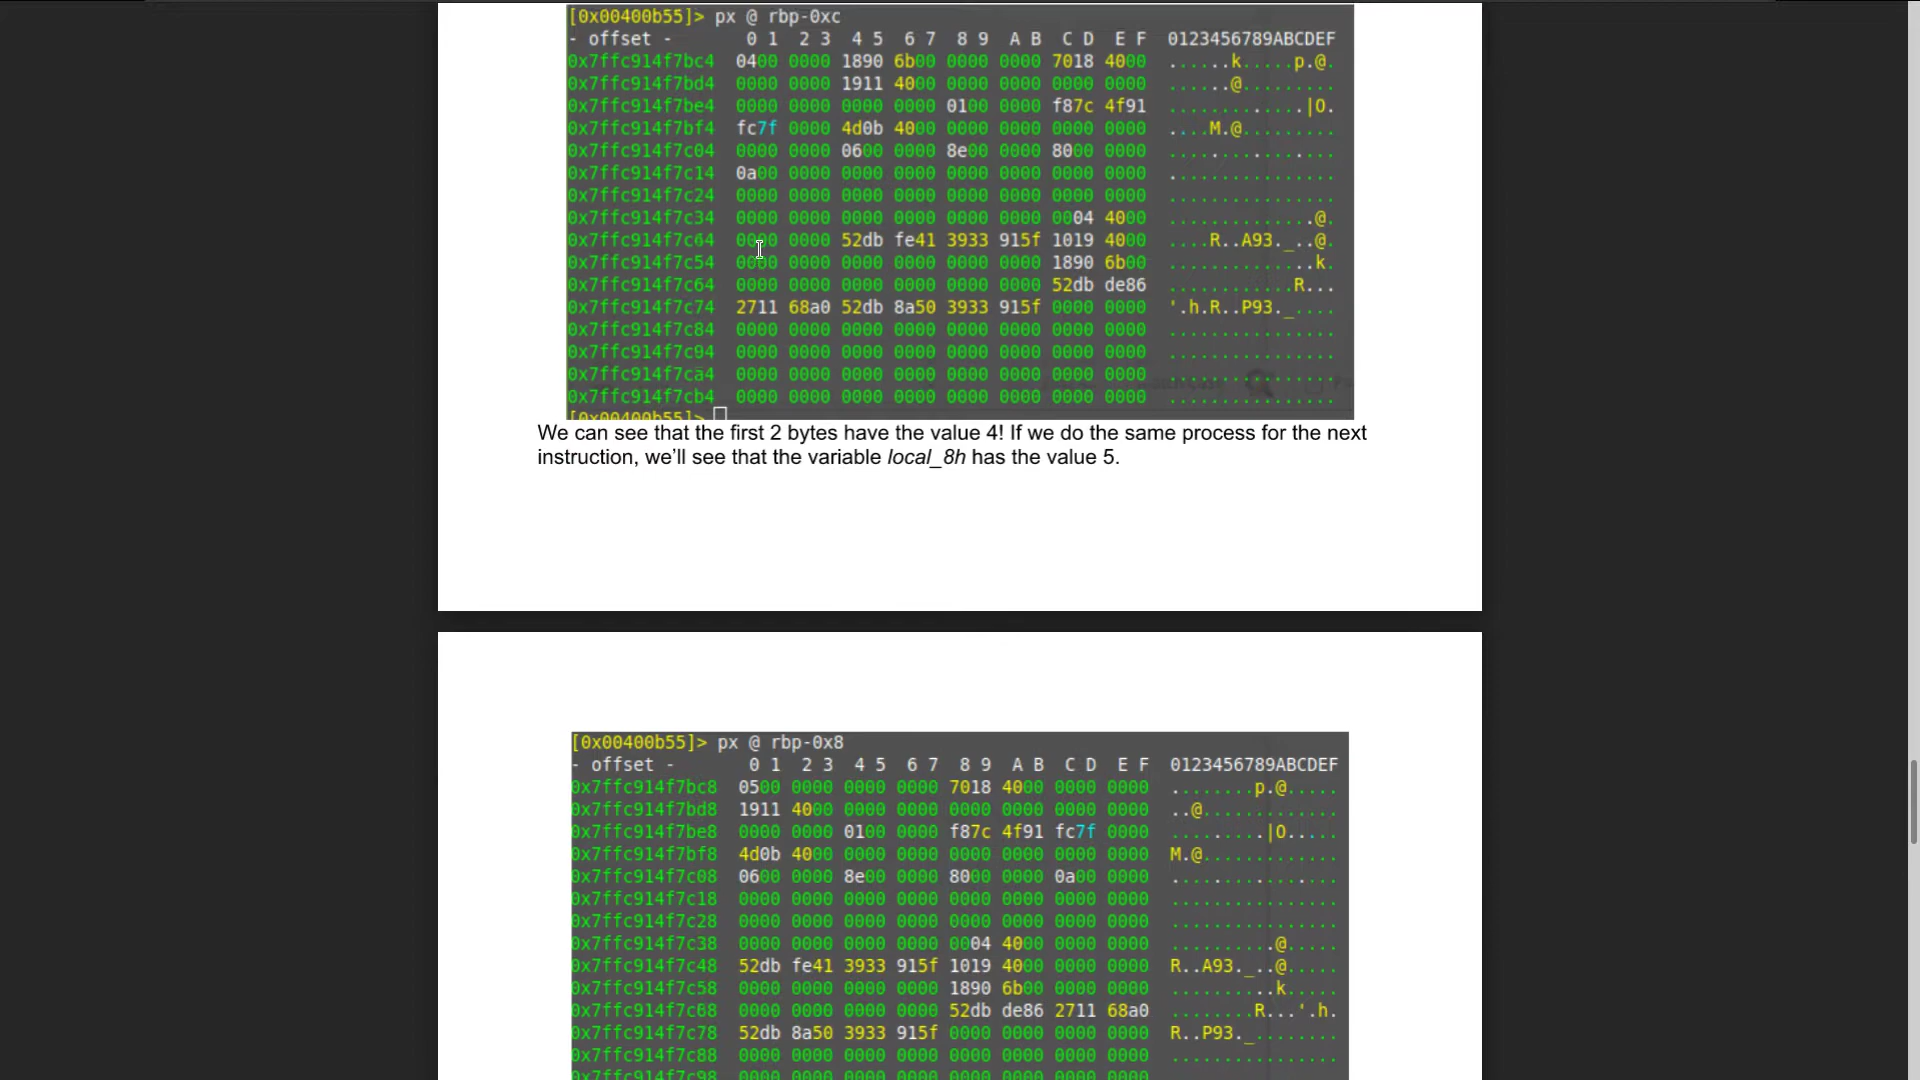 [0x00400b55]> px @ rbp-0xc
- offset -   0 1  2 3  4 5  6 7  8 9  A B  C D  E F  0123456789ABCDEF
0x7ffc914f7bc4  0400 0000 1890 6b00 0000 0000 7018 4000  ......k.....p.@.
0x7ffc914f7bd4  0000 0000 1911 4000 0000 0000 0000 0000  ......@.........
0x7ffc914f7be4  0000 0000 0000 0000 0100 0000 f87c 4f91  .............|O.
0x7ffc914f7bf4  fc7f 0000 4d0b 4000 0000 0000 0000 0000  ....M.@.........
0x7ffc914f7c04  0000 0000 0600 0000 8e00 0000 8000 0000  ................
0x7ffc914f7c14  0a00 0000 0000 0000 0000 0000 0000 0000  ................
0x7ffc914f7c24  0000 0000 0000 0000 0000 0000 0000 0000  ................
0x7ffc914f7c34  0000 0000 0000 0000 0000 0000 0004 4000  ..............@.
0x7ffc914f7c44  0000 0000 52db fe41 3933 915f 1019 4000  ....R..A93._..@.
0x7ffc914f7c54  0000 0000 0000 0000 0000 0000 1890 6b00  ..............k.
0x7ffc914f7c64  0000 0000 0000 0000 0000 0000 52db de86  ............R...
0x7ffc914f7c74  2711 68a0 52db 8a50 3933 915f 0000 0000  '.h.R..P93._....
0x7ffc914f7c84  0000 0000 0000 0000 0000 0000 0000 0000  ................
0x7ffc914f7c94  0000 0000 0000 0000 0000 0000 0000 0000  ................
0x7ffc914f7ca4  0000 0000 0000 0000 0000 0000 0000 0000  ................
0x7ffc914f7cb4  0000 0000 0000 0000 0000 0000 0000 0000  ................
[0x00400b55]>
We can see that the first 2 bytes have the value 4! If we do the same process for the next
instruction, we’ll see that the variable local_8h has the value 5.
[0x00400b55]> px @ rbp-0x8
- offset -   0 1  2 3  4 5  6 7  8 9  A B  C D  E F  0123456789ABCDEF
0x7ffc914f7bc8  0500 0000 0000 0000 7018 4000 0000 0000  ........p.@.....
0x7ffc914f7bd8  1911 4000 0000 0000 0000 0000 0000 0000  ..@.............
0x7ffc914f7be8  0000 0000 0100 0000 f87c 4f91 fc7f 0000  .........|O.....
0x7ffc914f7bf8  4d0b 4000 0000 0000 0000 0000 0000 0000  M.@.............
0x7ffc914f7c08  0600 0000 8e00 0000 8000 0000 0a00 0000  ................
0x7ffc914f7c18  0000 0000 0000 0000 0000 0000 0000 0000  ................
0x7ffc914f7c28  0000 0000 0000 0000 0000 0000 0000 0000  ................
0x7ffc914f7c38  0000 0000 0000 0000 0004 4000 0000 0000  ..........@.....
0x7ffc914f7c48  52db fe41 3933 915f 1019 4000 0000 0000  R..A93._..@.....
0x7ffc914f7c58  0000 0000 0000 0000 1890 6b00 0000 0000  ..........k.....
0x7ffc914f7c68  0000 0000 0000 0000 52db de86 2711 68a0  ........R...'.h.
0x7ffc914f7c78  52db 8a50 3933 915f 0000 0000 0000 0000  R..P93._........
0x7ffc914f7c88  0000 0000 0000 0000 0000 0000 0000 0000  ................
0x7ffc914f7c98  0000 0000 0000 0000 0000 0000 0000 0000